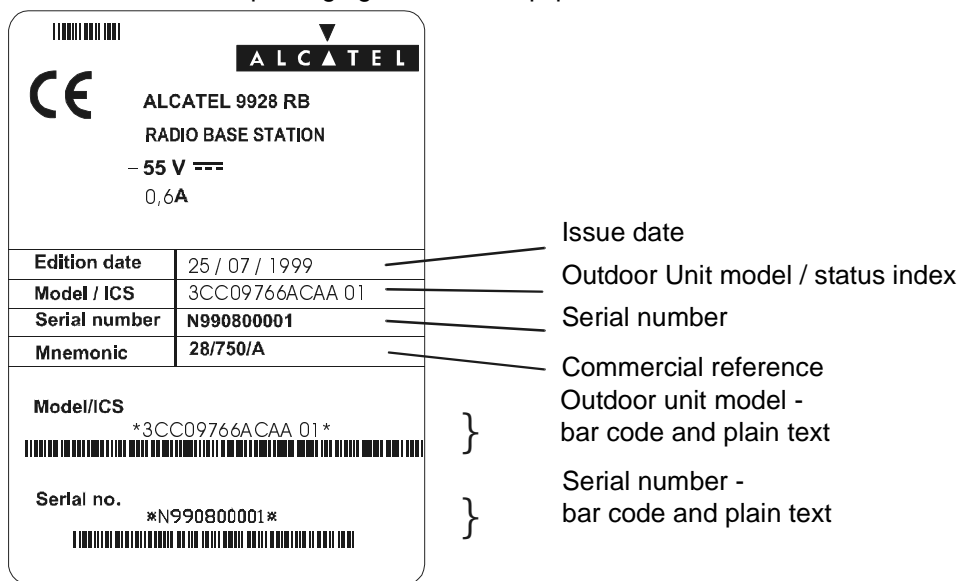 ALCATEL
CE
ALCATEL 9928 RB
RADIO BASE STATION
– 55 V
0,6A
Edition date 25 / 07 / 1999
Model / ICS 3CC09766ACAA 01
Serial number N990800001
Mnemonic 28/750/A
Issue date
Outdoor Unit model / status index
Serial number
Commercial reference
Model/ICS
*3CC09766ACAA 01*
Outdoor unit model -
bar code and plain text
Serial no.
*N990800001*
Serial number -
bar code and plain text